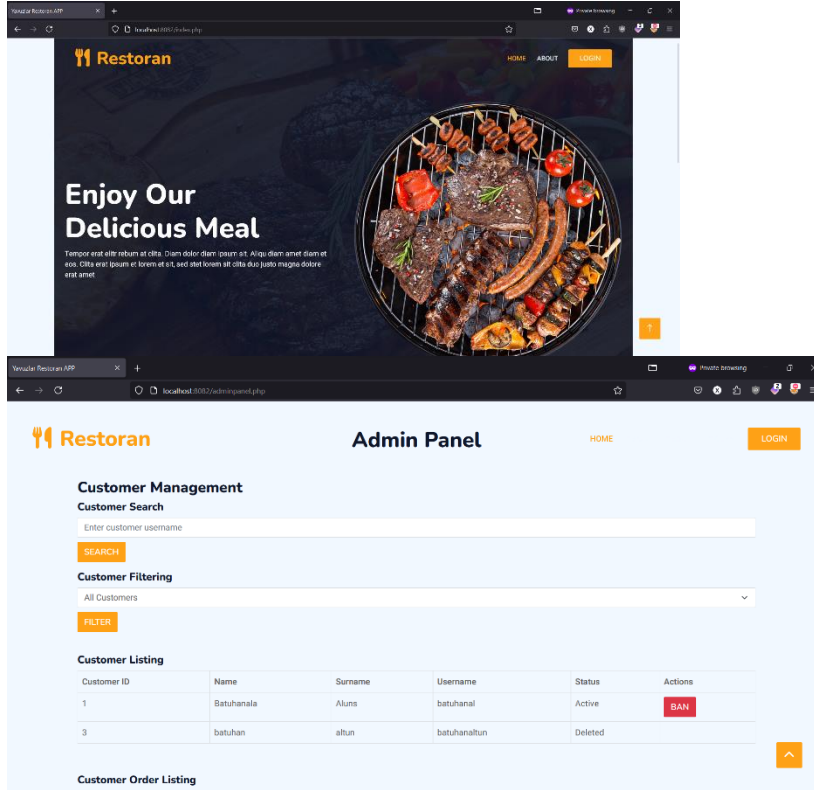 Yavuzlar Restoran APP
Private browsing
localhost:8082/index.php
Restoran
HOME
ABOUT
LOGIN
Enjoy Our
Delicious Meal
Tempor erat elitr rebum at clita. Diam dolor diam ipsum sit. Aliqu diam amet diam et
eos. Clita erat ipsum et lorem et sit, sed stet lorem sit clita duo justo magna dolore
erat amet
Yavuzlar Restoran APP
Private browsing
localhost:8082/adminpanel.php
Restoran
Admin Panel
HOME
LOGIN
Customer Management
Customer Search
Enter customer username
SEARCH
Customer Filtering
All Customers
FILTER
Customer Listing
Customer ID Name Surname Username Status Actions
1 Batuhanala Aluns batuhanal Active BAN
3 batuhan altun batuhanaltun Deleted
Customer Order Listing